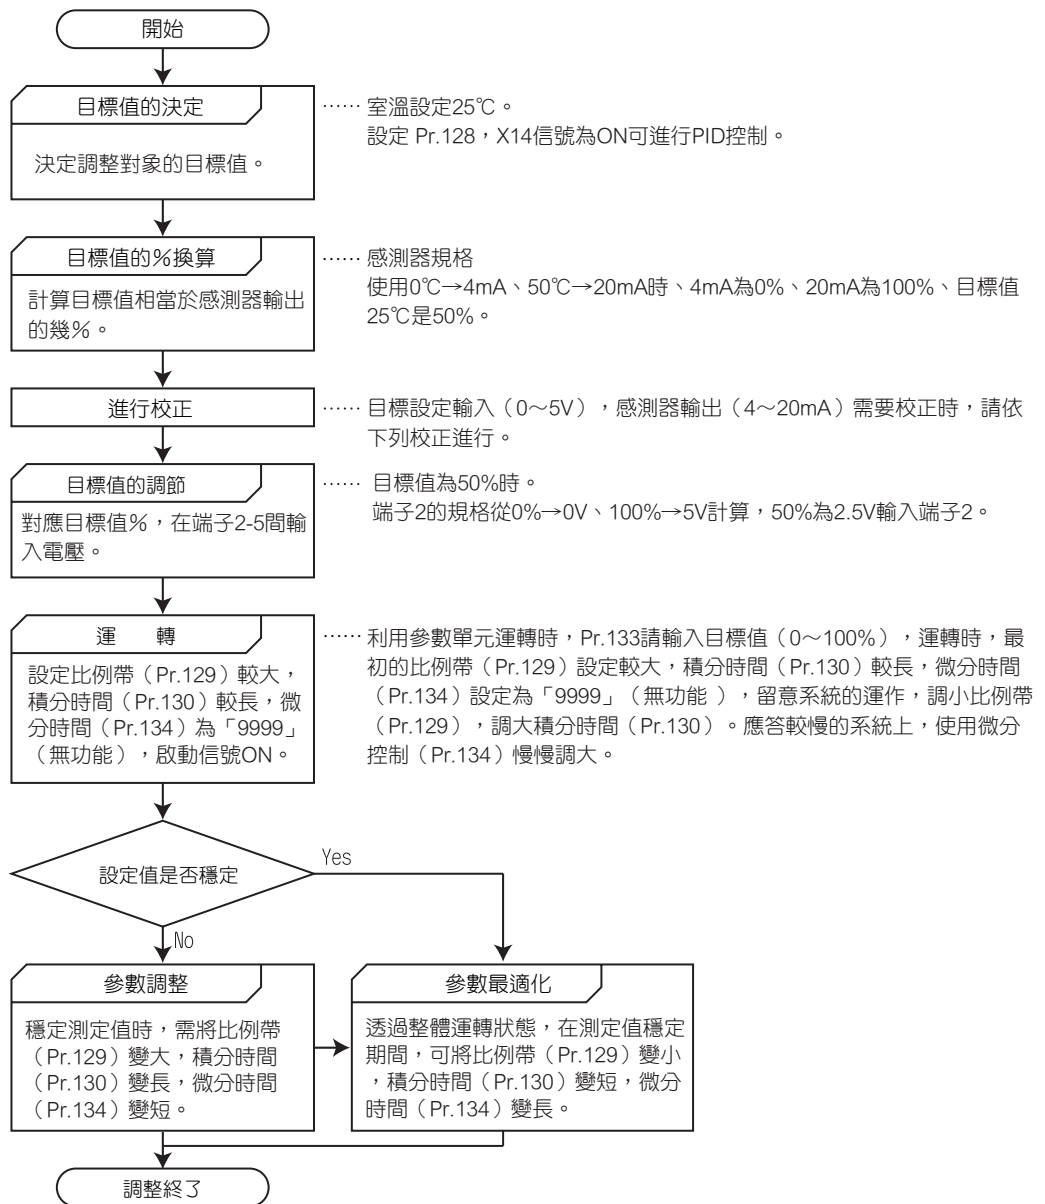 開始
目標值的決定
決定調整對象的目標值。
…… 室溫設定25℃。
設定 Pr.128，X14信號為ON可進行PID控制。
目標值的％換算
計算目標值相當於感測器輸出
的幾％。
…… 感測器規格
使用0℃→4mA、50℃→20mA時、4mA為0%、20mA為100%、目標值
25℃是50%。
進行校正
…… 目標設定輸入（0～5V），感測器輸出（4～20mA）需要校正時，請依
下列校正進行。
目標值的調節
對應目標值%，在端子2-5間輸
入電壓。
…… 目標值為50%時。
端子2的規格從0%→0V、100%→5V計算，50%為2.5V輸入端子2。
運　轉
設定比例帶（Pr.129）較大，
積分時間（Pr.130）較長，微
分時間（Pr.134）為「9999」
（無功能），啟動信號ON。
…… 利用參數單元運轉時，Pr.133請輸入目標值（0～100%），運轉時，最
初的比例帶（Pr.129）設定較大，積分時間（Pr.130）較長，微分時間
（Pr.134）設定為「9999」（無功能 ），留意系統的運作，調小比例帶
（Pr.129），調大積分時間（Pr.130）。應答較慢的系統上，使用微分
控制（Pr.134）慢慢調大。
設定值是否穩定
Yes
No
參數調整
穩定測定值時，需將比例帶
（Pr.129）變大，積分時間
（Pr.130）變長，微分時間
（Pr.134）變短。
參數最適化
透過整體運轉狀態，在測定值穩定
期間，可將比例帶（Pr.129）變小
，積分時間（Pr.130）變短，微分
時間（Pr.134）變長。
調整終了